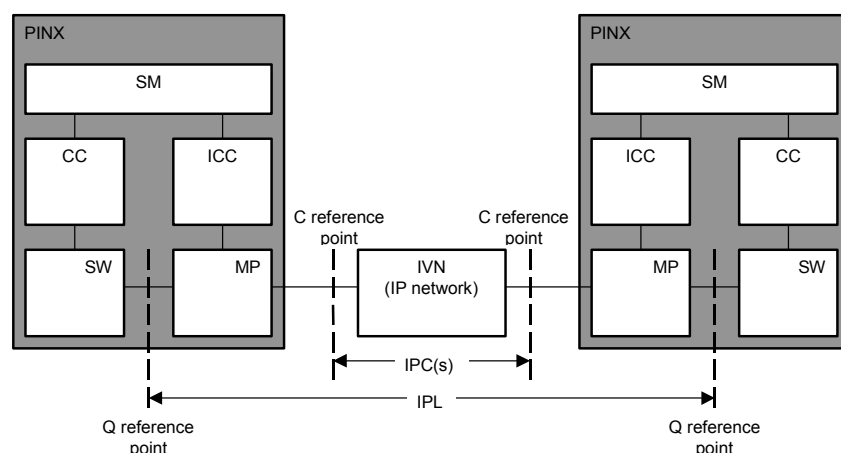 PINX
PINX
SM
SM
CC
ICC
ICC
CC
C reference
point
C reference
point
SW
MP
IVN
(IP network)
MP
SW
IPC(s)
IPL
Q reference
point
Q reference
point